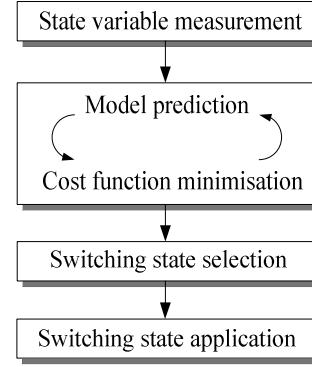 State variable measurement
Model prediction
Cost function minimisation
Switching state selection
Switching state application